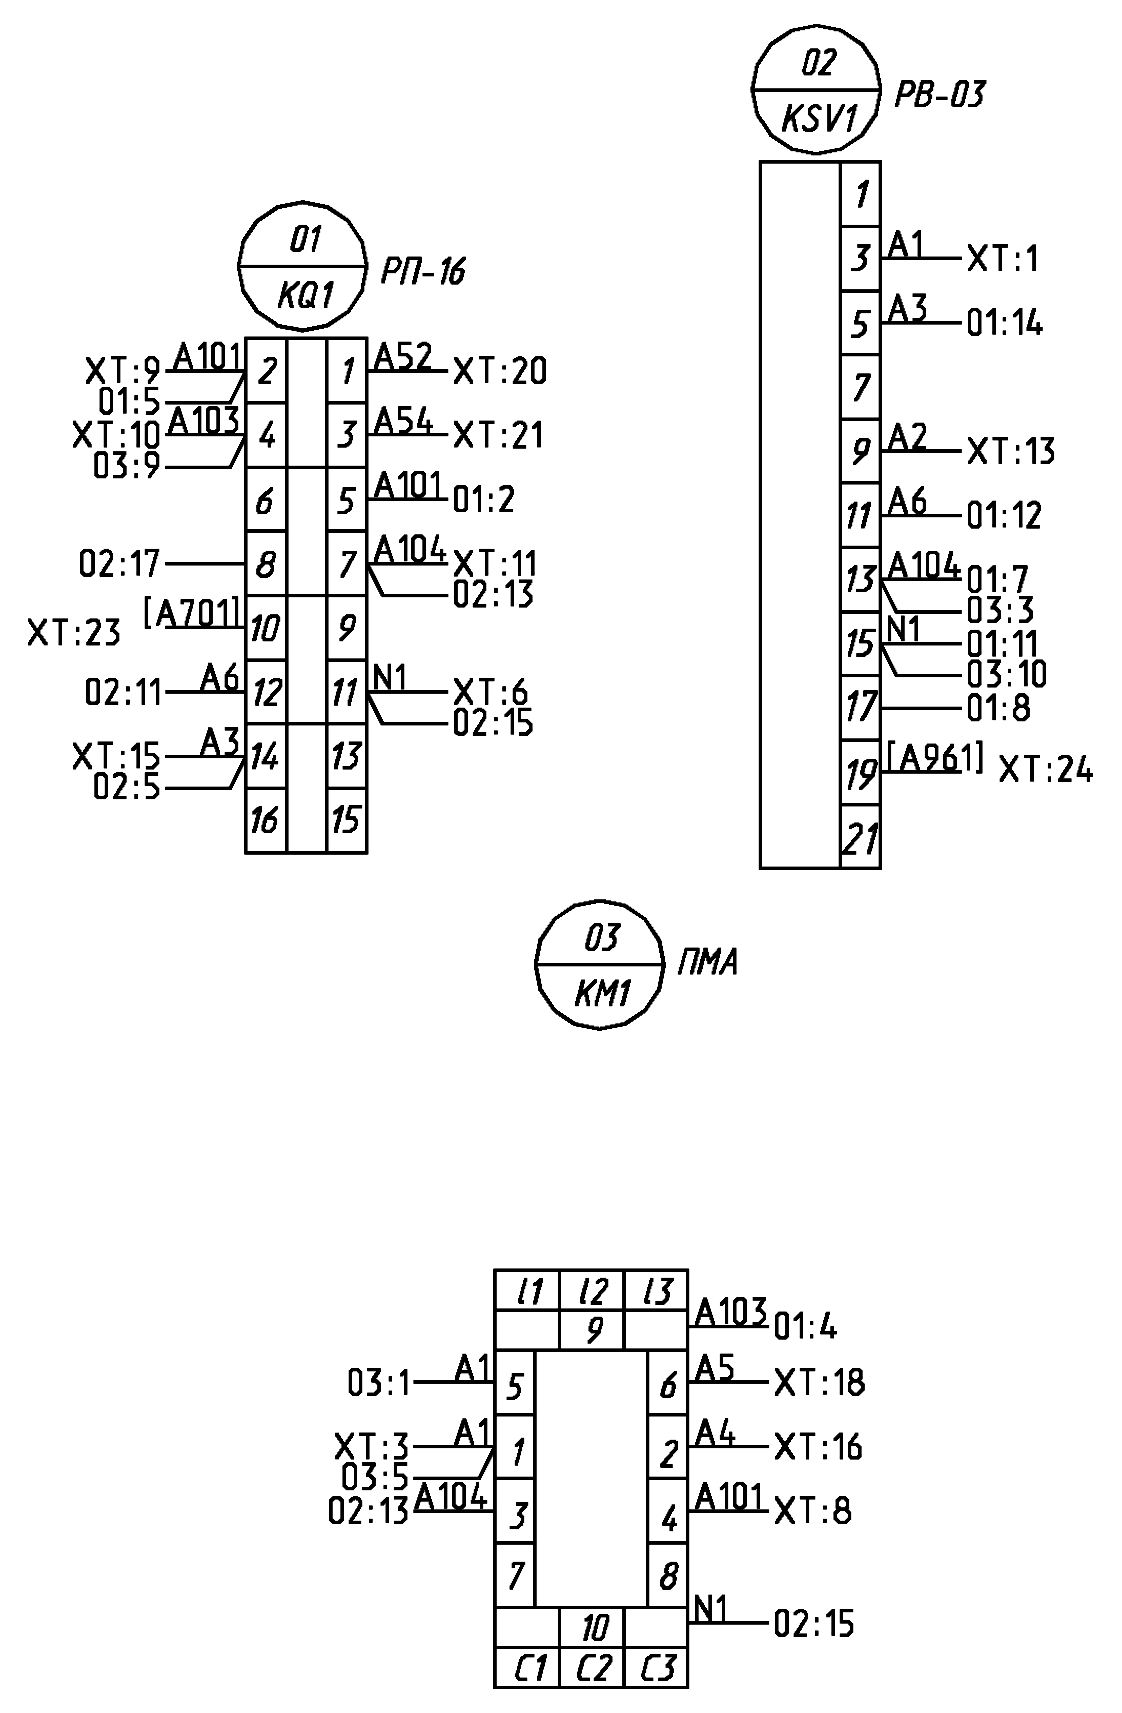 02
KSV1
РВ-03
1
3 A1 XT:1
5 A3 01:14
7
9 A2 XT:13
11 A6 01:12
13 A104 01:7
03:3
15 N1 01:11
03:10
17 01:8
19 [A961] XT:24
21
01
KQ1
РП-16
XT:9 A101 2 1 A52 XT:20
01:5
XT:10 A103 4 3 A54 XT:21
03:9
6 5 A101 01:2
02:17 8 7 A104 XT:11
02:13
XT:23 [A701] 10 9
02:11 A6 12 11 N1 XT:6
02:15
XT:15 A3 14 13
02:5
16 15
03
KM1
ПМА
l1 l2 l3
9 A103 01:4
03:1 A1 5 6 A5 XT:18
XT:3 A1 1 2 A4 XT:16
03:5
02:13 A104 3 4 A101 XT:8
7 8
10 N1 02:15
C1 C2 C3